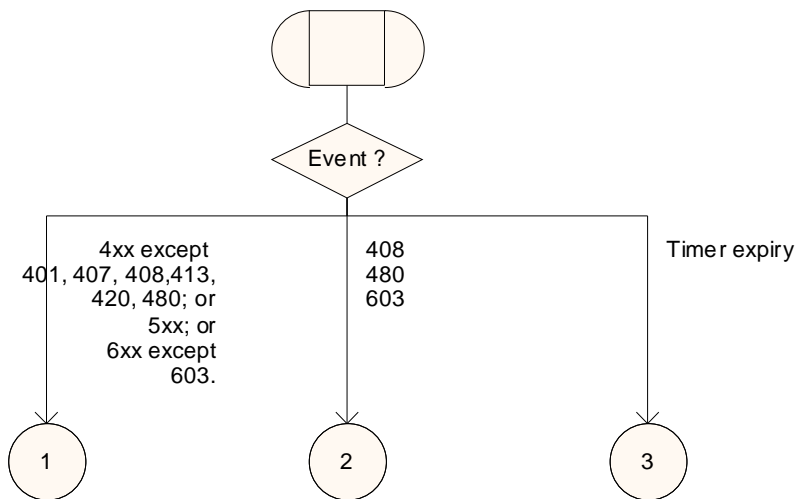 Event ?
4xx except
401, 407, 408,413,
420, 480; or
5xx; or
6xx except
603.
408
480
603
Timer expiry
1
2
3